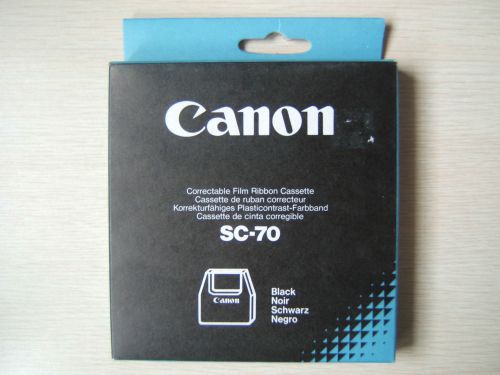 Canon
Correctable Film Ribbon Cassette
Cassette de ruban correcteur
Korrekturfähiges Plasticontrast-Farbband
Cassette de cinta corregible
SC-70
Canon
Black
Noir
Schwarz
Negro